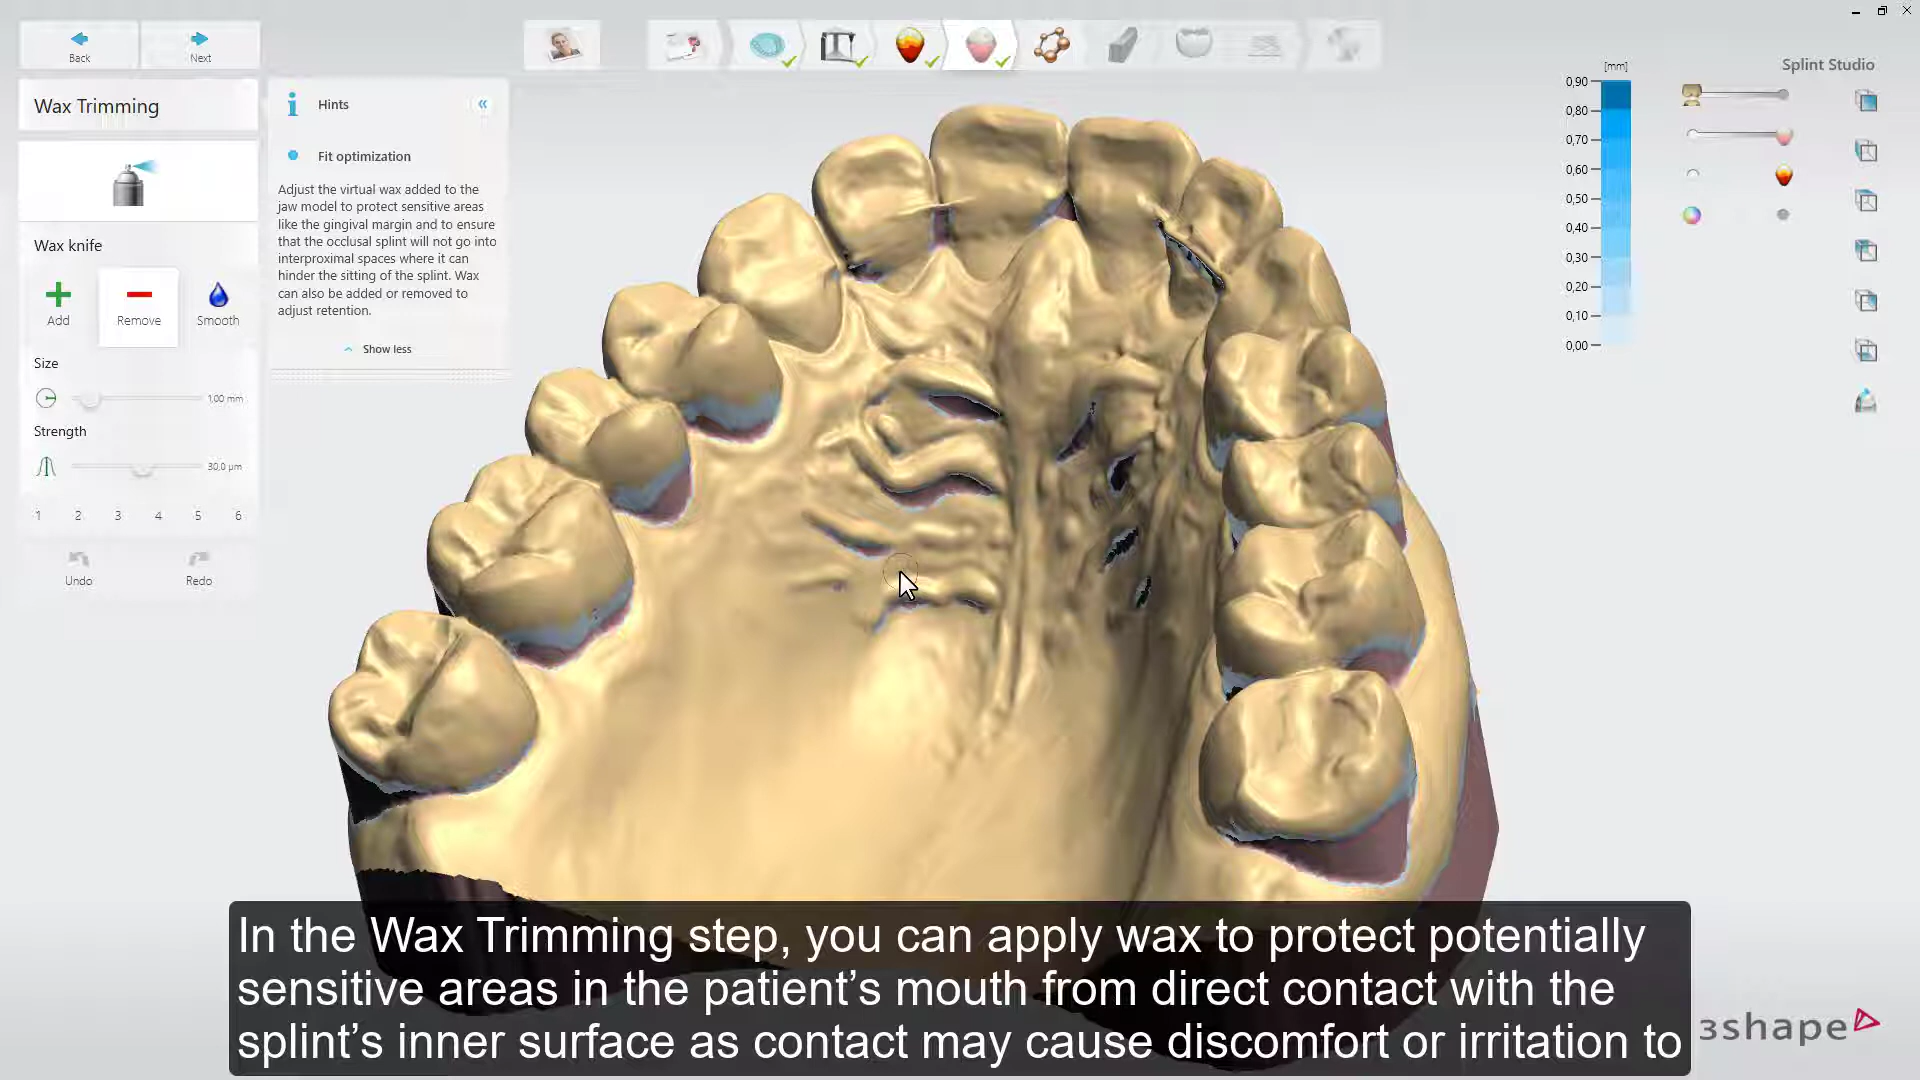 Back
Next
Wax Trimming
Wax knife
Add
Remove
Smooth
Size
1,00 mm
Strength
30,0 µm
1 2 3 4 5 6
Undo
Redo
Hints
Fit optimization
Adjust the virtual wax added to the
jaw model to protect sensitive areas
like the gingival margin and to ensure
that the occlusal splint will not go into
interproximal spaces where it can
hinder the sitting of the splint. Wax
can also be added or removed to
adjust retention.
Show less
[mm]
0,90
0,80
0,70
0,60
0,50
0,40
0,30
0,20
0,10
0,00
Splint Studio
In the Wax Trimming step, you can apply wax to protect potentially
sensitive areas in the patient’s mouth from direct contact with the
splint’s inner surface as contact may cause discomfort or irritation to
3shape